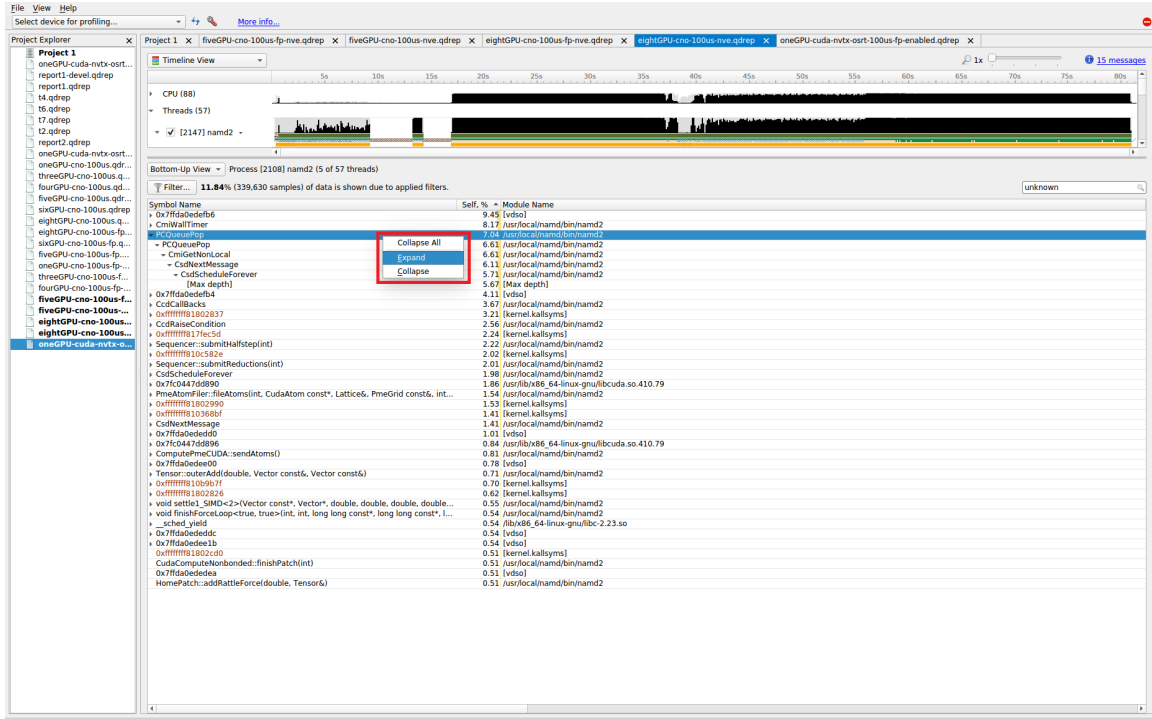 File View Help
Select device for profiling... More info...
Project Explorer x
Project 1
oneGPU-cuda-nvtx-osrt...
report1-devel.qdrep
report1.qdrep
t4.qdrep
t6.qdrep
t7.qdrep
t2.qdrep
report2.qdrep
oneGPU-cuda-nvtx-osrt...
oneGPU-cno-100us.qdr...
threeGPU-cno-100us.q...
fourGPU-cno-100us.qd...
fiveGPU-cno-100us.qdr...
sixGPU-cno-100us.qdrep
eightGPU-cno-100us.q...
eightGPU-cno-100us-fp...
sixGPU-cno-100us-fp.q...
fiveGPU-cno-100us-fp....
oneGPU-cno-100us-fp-...
threeGPU-cno-100us-f...
fourGPU-cno-100us-fp-...
fiveGPU-cno-100us-f...
fiveGPU-cno-100us-...
eightGPU-cno-100us...
eightGPU-cno-100us...
oneGPU-cuda-nvtx-o...
Project 1 x fiveGPU-cno-100us-fp-nve.qdrep x fiveGPU-cno-100us-nve.qdrep x eightGPU-cno-100us-fp-nve.qdrep x eightGPU-cno-100us-nve.qdrep x oneGPU-cuda-nvtx-osrt-100us-fp-enabled.qdrep x
Timeline View 1x 15 messages
5s 10s 15s 20s 25s 30s 35s 40s 45s 50s 55s 60s 65s 70s 75s 80s
CPU (88)
Threads (57)
[2147] namd2
Bottom-Up View Process [2108] namd2 (5 of 57 threads)
Filter... 11.84% (339,630 samples) of data is shown due to applied filters. unknown
Symbol Name Self, % Module Name
0x7ffda0edefb6 9.45 [vdso]
CmiWallTimer 8.17 /usr/local/namd/bin/namd2
PCQueuePop 7.04 /usr/local/namd/bin/namd2
PCQueuePop 6.61 /usr/local/namd/bin/namd2
CmiGetNonLocal 6.61 /usr/local/namd/bin/namd2
CsdNextMessage 6.11 /usr/local/namd/bin/namd2
CsdScheduleForever 5.71 /usr/local/namd/bin/namd2
[Max depth] 5.67 [Max depth]
Collapse All
Expand
Collapse
0x7ffda0edefb4 4.11 [vdso]
CcdCallBacks 3.67 /usr/local/namd/bin/namd2
0xffffffff81802837 3.21 [kernel.kallsyms]
CcdRaiseCondition 2.56 /usr/local/namd/bin/namd2
0xffffffff817fec5d 2.24 [kernel.kallsyms]
Sequencer::submitHalfstep(int) 2.22 /usr/local/namd/bin/namd2
0xffffffff810c582e 2.02 [kernel.kallsyms]
Sequencer::submitReductions(int) 2.01 /usr/local/namd/bin/namd2
CsdScheduleForever 1.98 /usr/local/namd/bin/namd2
0x7fc0447dd890 1.86 /usr/lib/x86_64-linux-gnu/libcuda.so.410.79
PmeAtomFiler::fileAtoms(int, CudaAtom const*, Lattice&, PmeGrid const&, int... 1.54 /usr/local/namd/bin/namd2
0xffffffff81802990 1.53 [kernel.kallsyms]
0xffffffff810368bf 1.41 [kernel.kallsyms]
CsdNextMessage 1.41 /usr/local/namd/bin/namd2
0x7ffda0ededd0 1.01 [vdso]
0x7fc0447dd896 0.84 /usr/lib/x86_64-linux-gnu/libcuda.so.410.79
ComputePmeCUDA::sendAtoms() 0.81 /usr/local/namd/bin/namd2
0x7ffda0edee00 0.78 [vdso]
Tensor::outerAdd(double, Vector const&, Vector const&) 0.71 /usr/local/namd/bin/namd2
0xffffffff810b9b7f 0.70 [kernel.kallsyms]
0xffffffff81802826 0.62 [kernel.kallsyms]
void settle1_SIMD<2>(Vector const*, Vector*, double, double, double, double... 0.55 /usr/local/namd/bin/namd2
void finishForceLoop<true, true>(int, int, long long const*, long long const*, l... 0.54 /usr/local/namd/bin/namd2
__sched_yield 0.54 /lib/x86_64-linux-gnu/libc-2.23.so
0x7ffda0ededdc 0.54 [vdso]
0x7ffda0edee1b 0.54 [vdso]
0xffffffff81802cd0 0.51 [kernel.kallsyms]
CudaComputeNonbonded::finishPatch(int) 0.51 /usr/local/namd/bin/namd2
0x7ffda0ededea 0.51 [vdso]
HomePatch::addRattleForce(double, Tensor&) 0.51 /usr/local/namd/bin/namd2